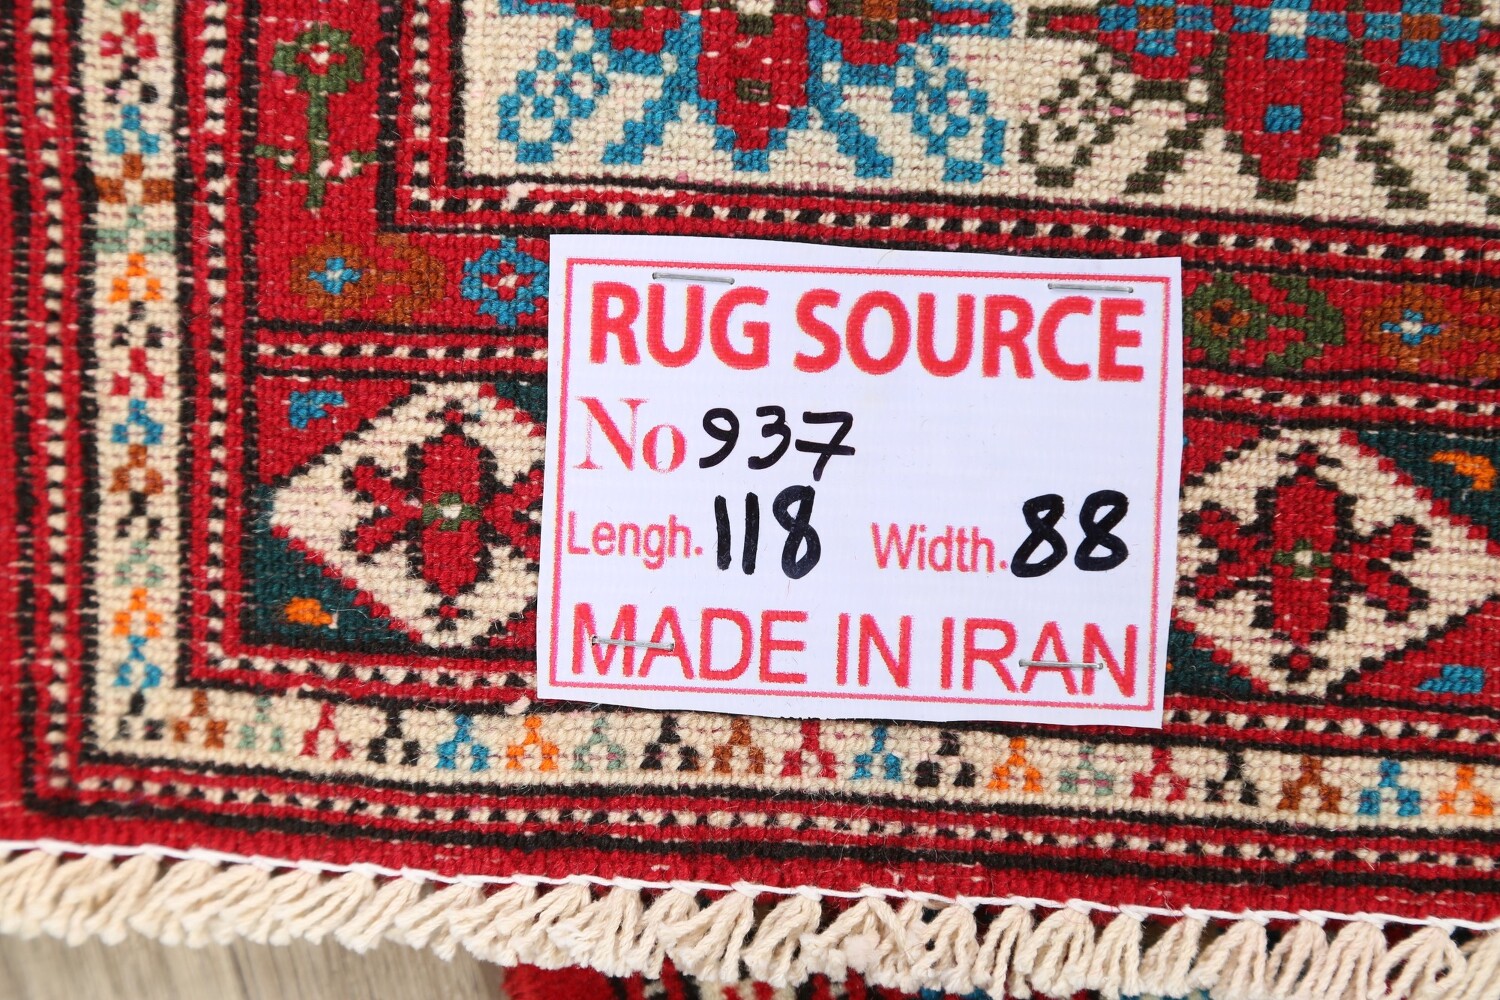 RUG SOURCE
No 937
Lengh. 118 Width. 88
MADE IN IRAN